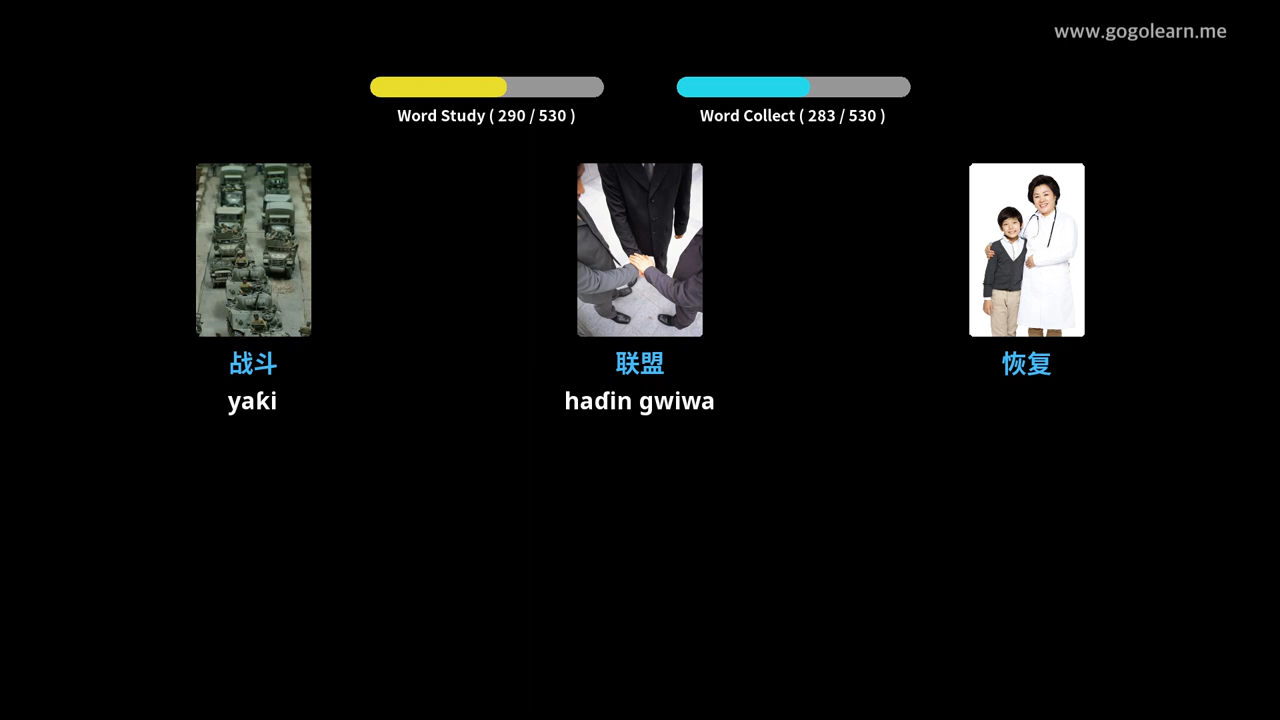 www.gogolearn.me
Word Study ( 290 / 530 )
Word Collect ( 283 / 530 )
战斗
联盟
恢复
yaƙi
haɗin gwiwa